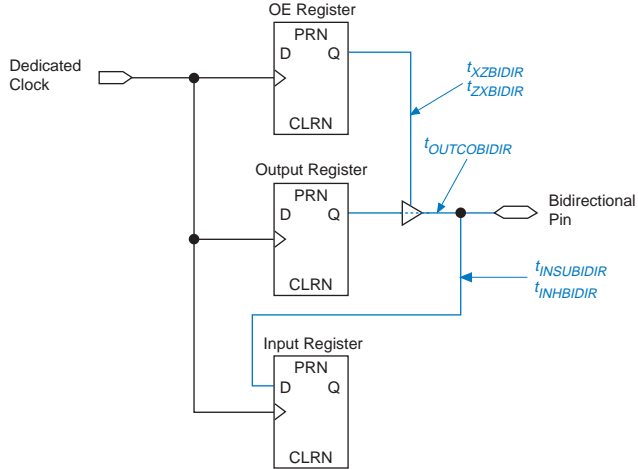 OE Register
PRN
D Q
CLRN
Dedicated
Clock
tXZBIDIR
tZXBIDIR
tOUTCOBIDIR
Output Register
PRN
D Q
CLRN
Bidirectional
Pin
tINSUBIDIR
tINHBIDIR
Input Register
PRN
D Q
CLRN